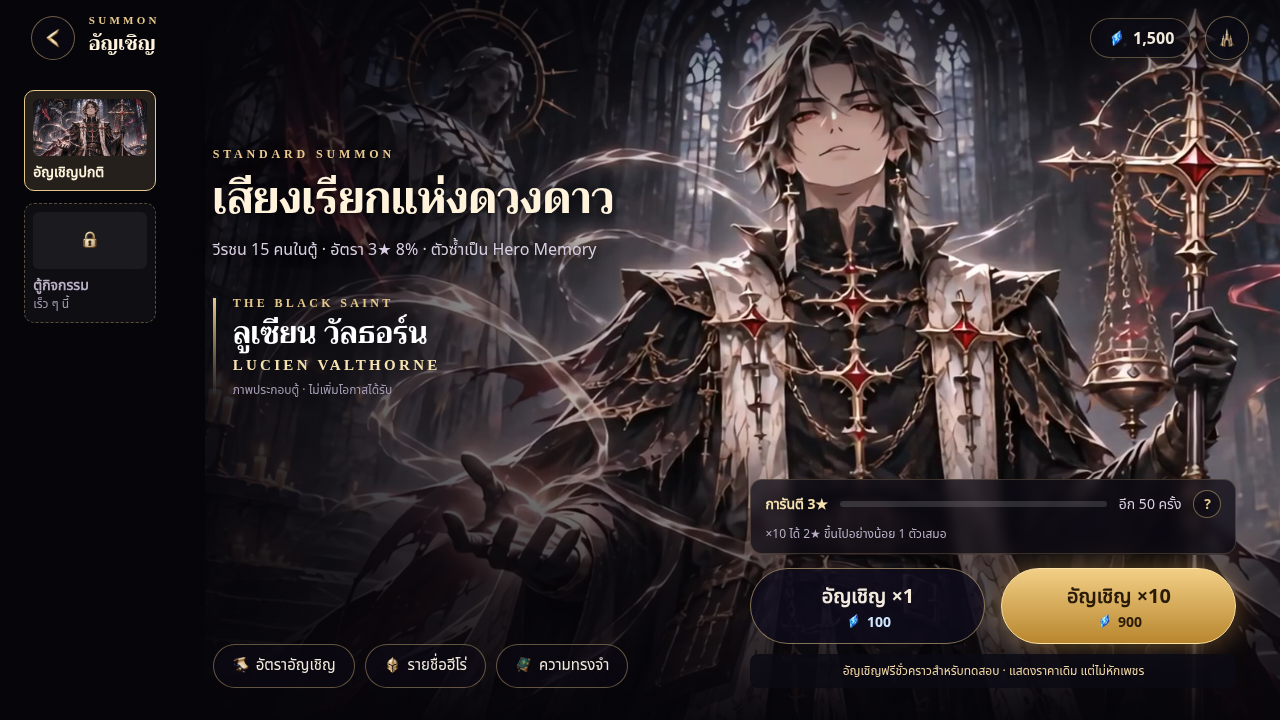 SUMMON
อัญเชิญ
1,500
อัญเชิญปกติ
ตู้กิจกรรม
เร็ว ๆ นี้
STANDARD SUMMON
เสียงเรียกแห่งดวงดาว
วีรชน 15 คนในตู้ · อัตรา 3★ 8% · ตัวซ้ำเป็น Hero Memory
THE BLACK SAINT
ลูเซียน วัลธอร์น
LUCIEN VALTHORNE
ภาพประกอบตู้ · ไม่เพิ่มโอกาสได้รับ
การันตี 3★ อีก 50 ครั้ง ?
×10 ได้ 2★ ขึ้นไปอย่างน้อย 1 ตัวเสมอ
อัญเชิญ ×1
100
อัญเชิญ ×10
900
อัตราอัญเชิญ
รายชื่อฮีโร่
ความทรงจำ
อัญเชิญฟรีชั่วคราวสำหรับทดสอบ · แสดงราคาเดิม แต่ไม่หักเพชร